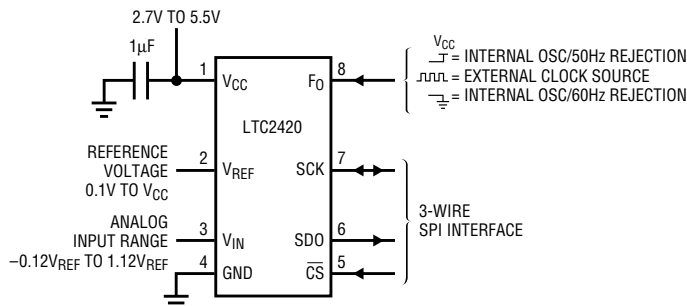 2.7V TO 5.5V
1µF
1
VCC
LTC2420
FO
8
VCC
= INTERNAL OSC/50Hz REJECTION
= EXTERNAL CLOCK SOURCE
= INTERNAL OSC/60Hz REJECTION
REFERENCE
VOLTAGE
0.1V TO VCC
2
VREF
SCK
7
ANALOG
INPUT RANGE
–0.12VREF TO 1.12VREF
3
VIN
SDO
6
4
GND
CS
5
3-WIRE
SPI INTERFACE